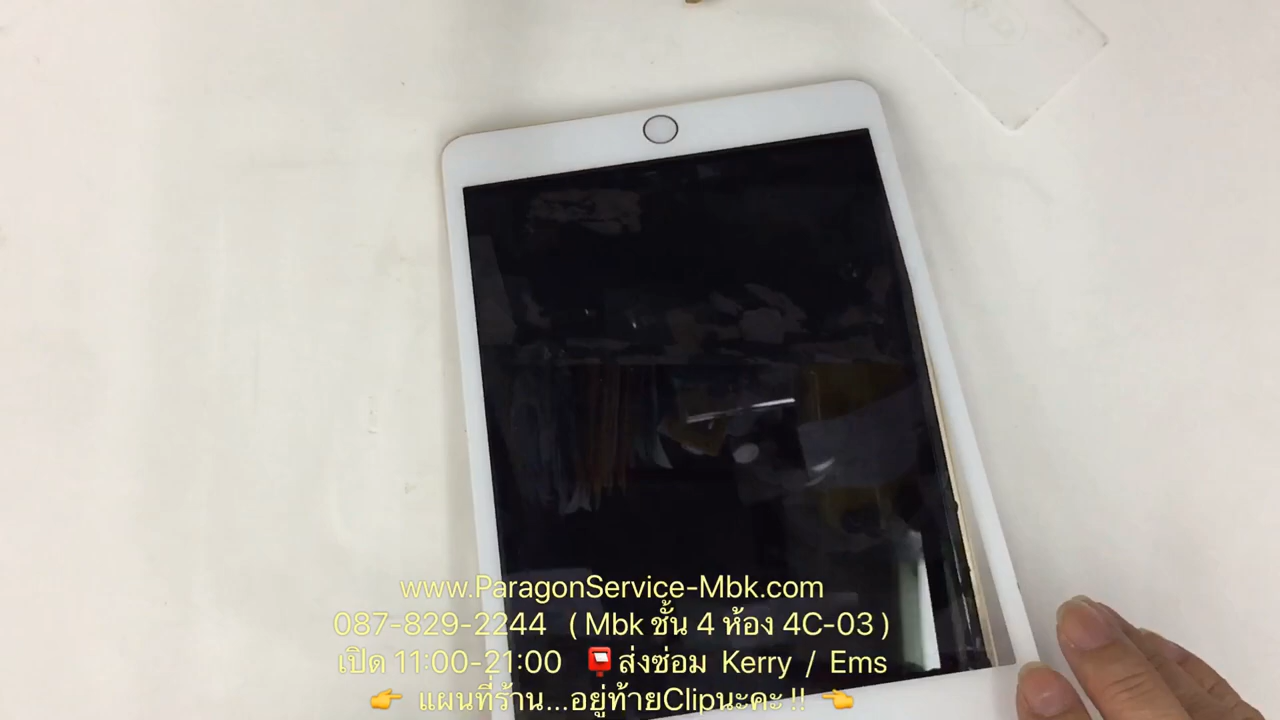 www.ParagonService-Mbk.com
087-829-2244 ( Mbk ชั้น 4 ห้อง 4C-03 )
เปิด 11:00-21:00 📮ส่งซ่อม Kerry / Ems
👉 แผนที่ร้าน...อยู่ท้ายClipนะคะ !! 👈